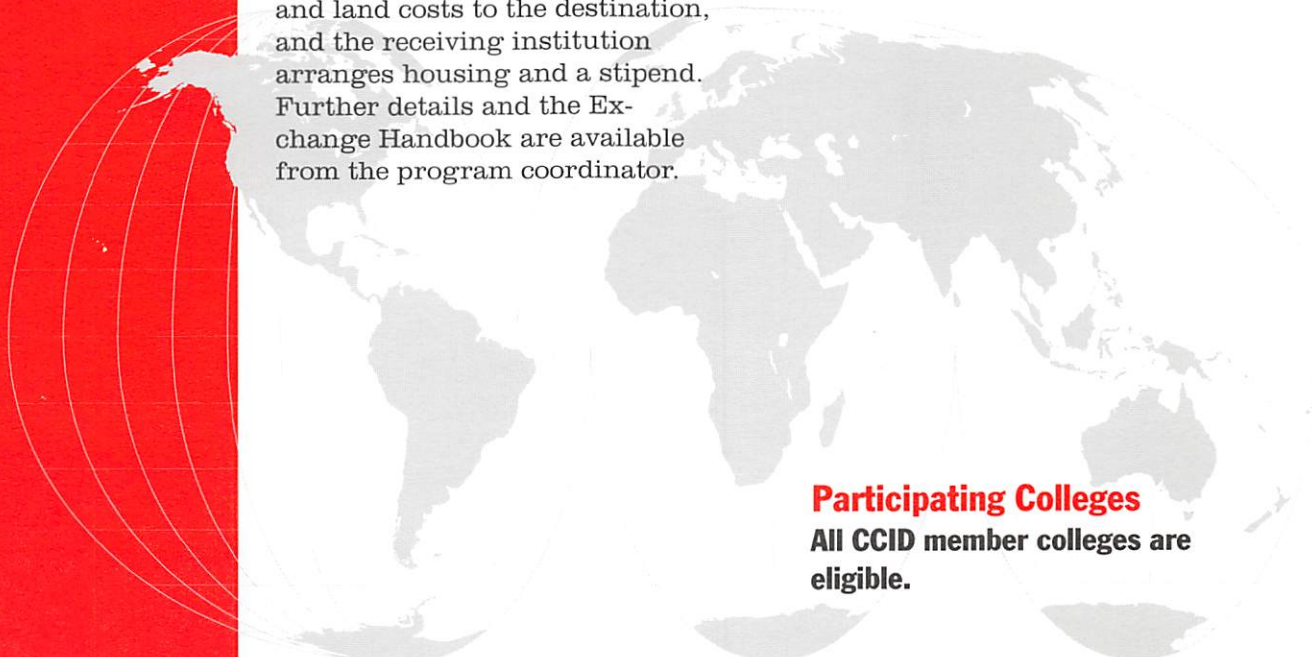 and land costs to the destination,
and the receiving institution
arranges housing and a stipend.
Further details and the Ex-
change Handbook are available
from the program coordinator.
Participating Colleges
All CCID member colleges are
eligible.